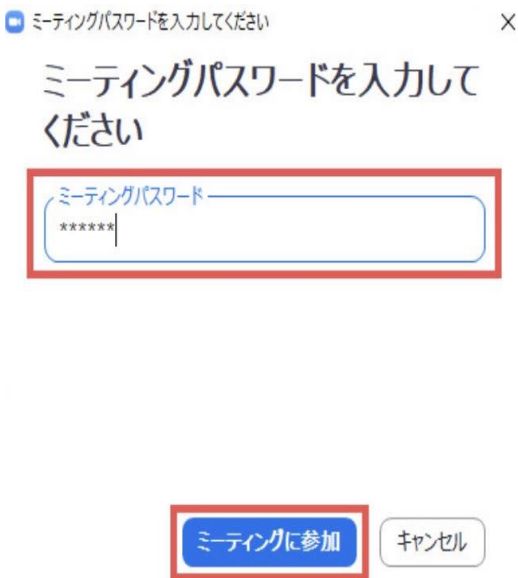 ミーティングパスワードを入力してください
ミーティングパスワードを入力して
ください
ミーティングパスワード
******
ミーティングに参加
キャンセル